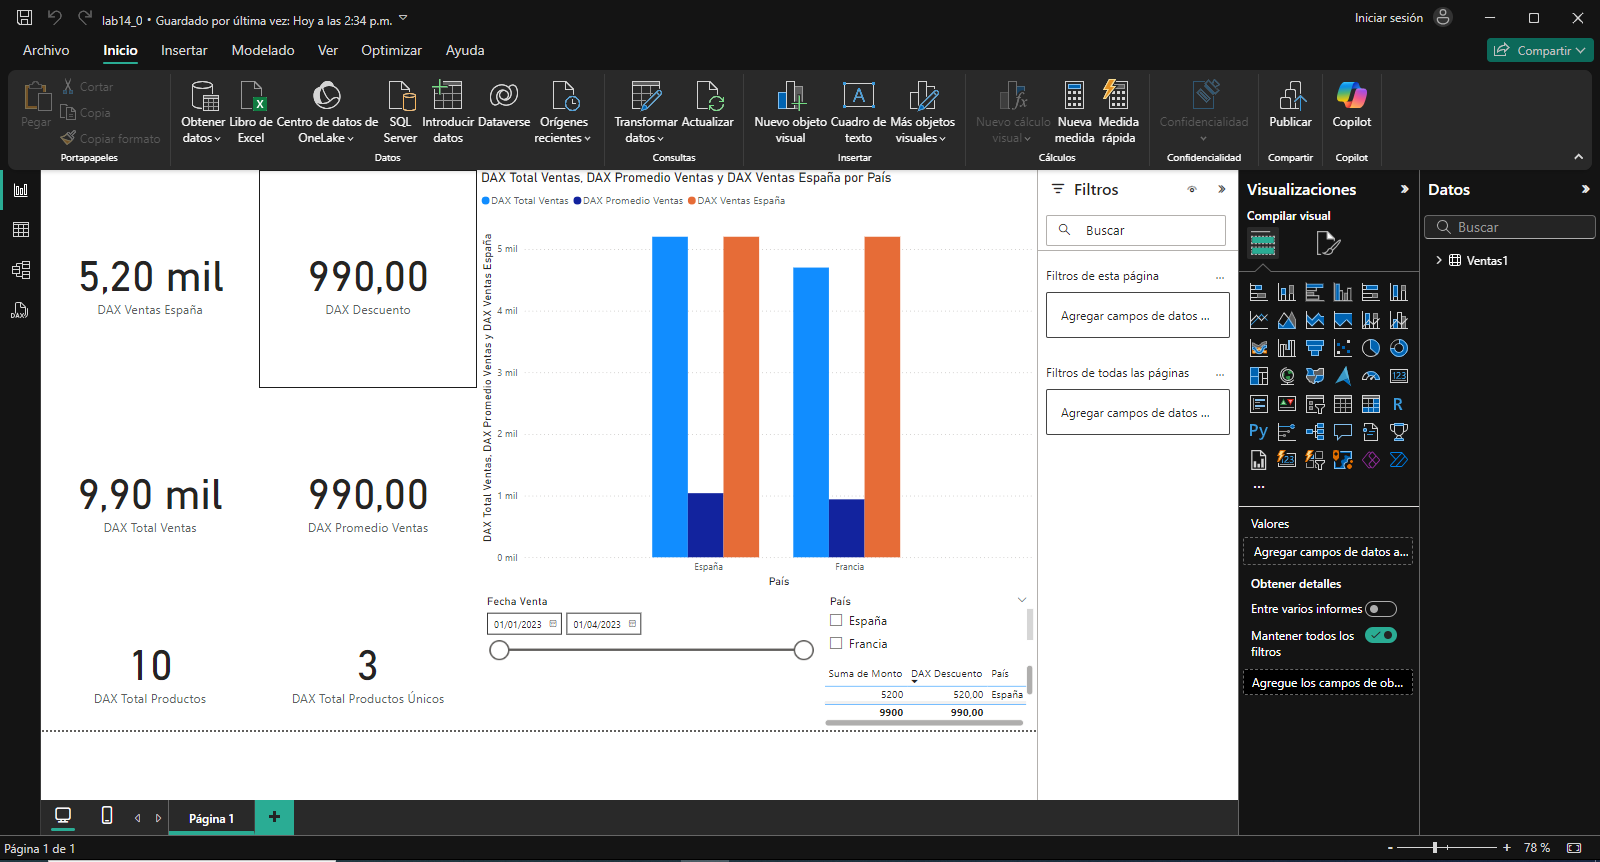 lab14_0 • Guardado por última vez: Hoy a las 2:34 p.m.
Iniciar sesión
Archivo Inicio Insertar Modelado Ver Optimizar Ayuda
Compartir
Pegar
Cortar
Copia
Copiar formato
Portapapeles
Obtener datos
Libro de Excel
Centro de datos de OneLake
SQL Server
Introducir datos
Dataverse
Orígenes recientes
Datos
Transformar datos
Actualizar
Consultas
Nuevo objeto visual
Cuadro de texto
Más objetos visuales
Insertar
Nuevo cálculo visual
Nueva medida
Medida rápida
Cálculos
Confidencialidad
Confidencialidad
Publicar
Compartir
Copilot
Copilot
5,20 mil
DAX Ventas España
990,00
DAX Descuento
9,90 mil
DAX Total Ventas
990,00
DAX Promedio Ventas
10
DAX Total Productos
3
DAX Total Productos Únicos
DAX Total Ventas, DAX Promedio Ventas y DAX Ventas España por País
DAX Total Ventas DAX Promedio Ventas DAX Ventas España
DAX Total Ventas, DAX Promedio Ventas y DAX Ventas España
5 mil
4 mil
3 mil
2 mil
1 mil
0 mil
España Francia
País
Fecha Venta
01/01/2023 01/04/2023
País
España
Francia
Suma de Monto DAX Descuento País
5200 520,00 España
9900 990,00
Filtros
Buscar
Filtros de esta página ...
Agregar campos de datos ...
Filtros de todas las páginas ...
Agregar campos de datos ...
Visualizaciones
Compilar visual
123
R
Py
123
...
Valores
Agregar campos de datos a...
Obtener detalles
Entre varios informes
Mantener todos los filtros
Agregue los campos de ob...
Datos
Buscar
Ventas1
DAX
Página 1
+
Página 1 de 1
- + 78 %